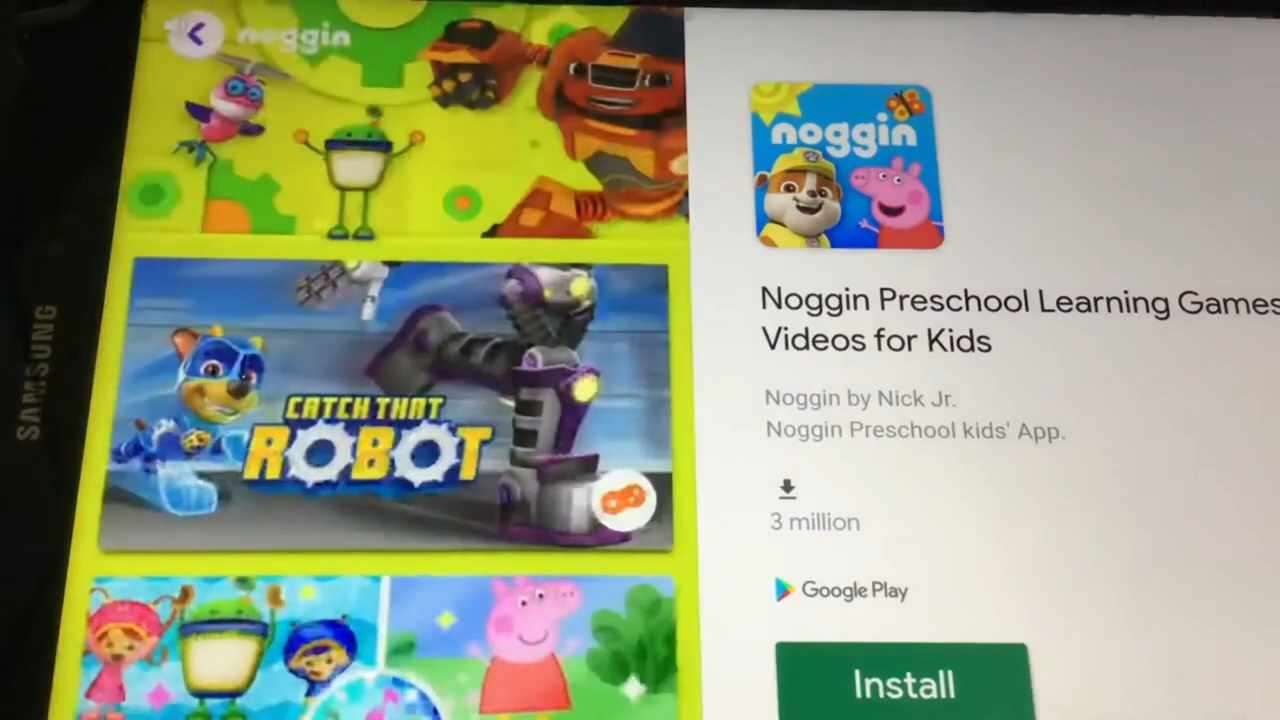 noggin
CATCH THAT
ROBOT
SAMSUNG
noggin
Noggin Preschool Learning Games
Videos for Kids
Noggin by Nick Jr.
Noggin Preschool kids' App.
3 million
Google Play
Install